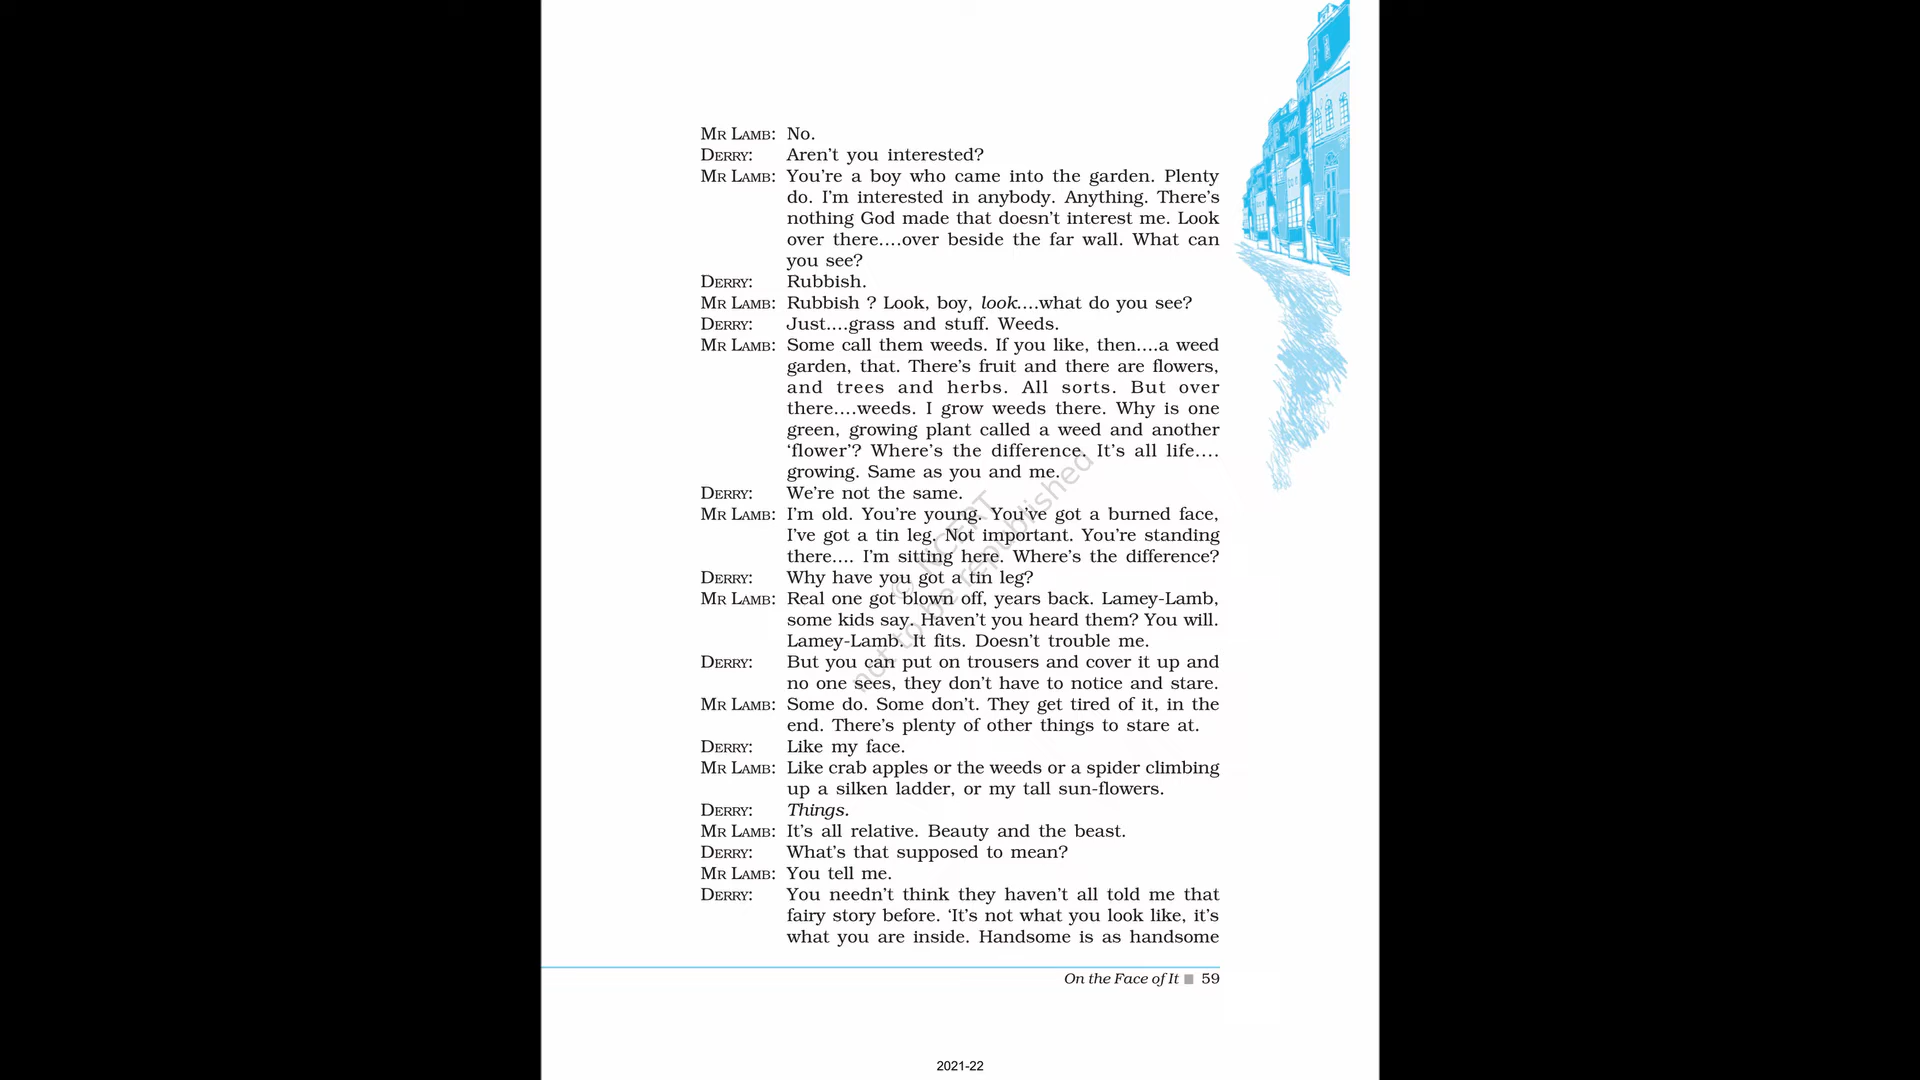 MR LAMB: No.
DERRY: Aren't you interested?
MR LAMB: You're a boy who came into the garden. Plenty
do. I'm interested in anybody. Anything. There's
nothing God made that doesn't interest me. Look
over there....over beside the far wall. What can
you see?
DERRY: Rubbish.
MR LAMB: Rubbish ? Look, boy, look....what do you see?
DERRY: Just....grass and stuff. Weeds.
MR LAMB: Some call them weeds. If you like, then....a weed
garden, that. There's fruit and there are flowers,
and trees and herbs. All sorts. But over
there....weeds. I grow weeds there. Why is one
green, growing plant called a weed and another
‘flower’? Where's the difference. It's all life....
growing. Same as you and me.
DERRY: We're not the same.
MR LAMB: I'm old. You're young. You've got a burned face,
I've got a tin leg. Not important. You're standing
there.... I'm sitting here. Where's the difference?
DERRY: Why have you got a tin leg?
MR LAMB: Real one got blown off, years back. Lamey-Lamb,
some kids say. Haven't you heard them? You will.
Lamey-Lamb. It fits. Doesn't trouble me.
DERRY: But you can put on trousers and cover it up and
no one sees, they don't have to notice and stare.
MR LAMB: Some do. Some don't. They get tired of it, in the
end. There's plenty of other things to stare at.
DERRY: Like my face.
MR LAMB: Like crab apples or the weeds or a spider climbing
up a silken ladder, or my tall sun-flowers.
DERRY: Things.
MR LAMB: It's all relative. Beauty and the beast.
DERRY: What's that supposed to mean?
MR LAMB: You tell me.
DERRY: You needn't think they haven't all told me that
fairy story before. ‘It's not what you look like, it's
what you are inside. Handsome is as handsome
© NCERT
not to be republished
On the Face of It ■ 59
2021-22